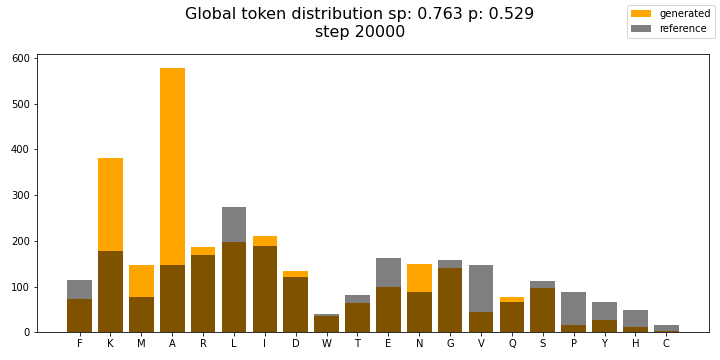 Global token distribution sp: 0.763 p: 0.529
step 20000
generated
reference
600
500
400
300
200
100
0
F K M A R L I D W T E N G V Q S P Y H C